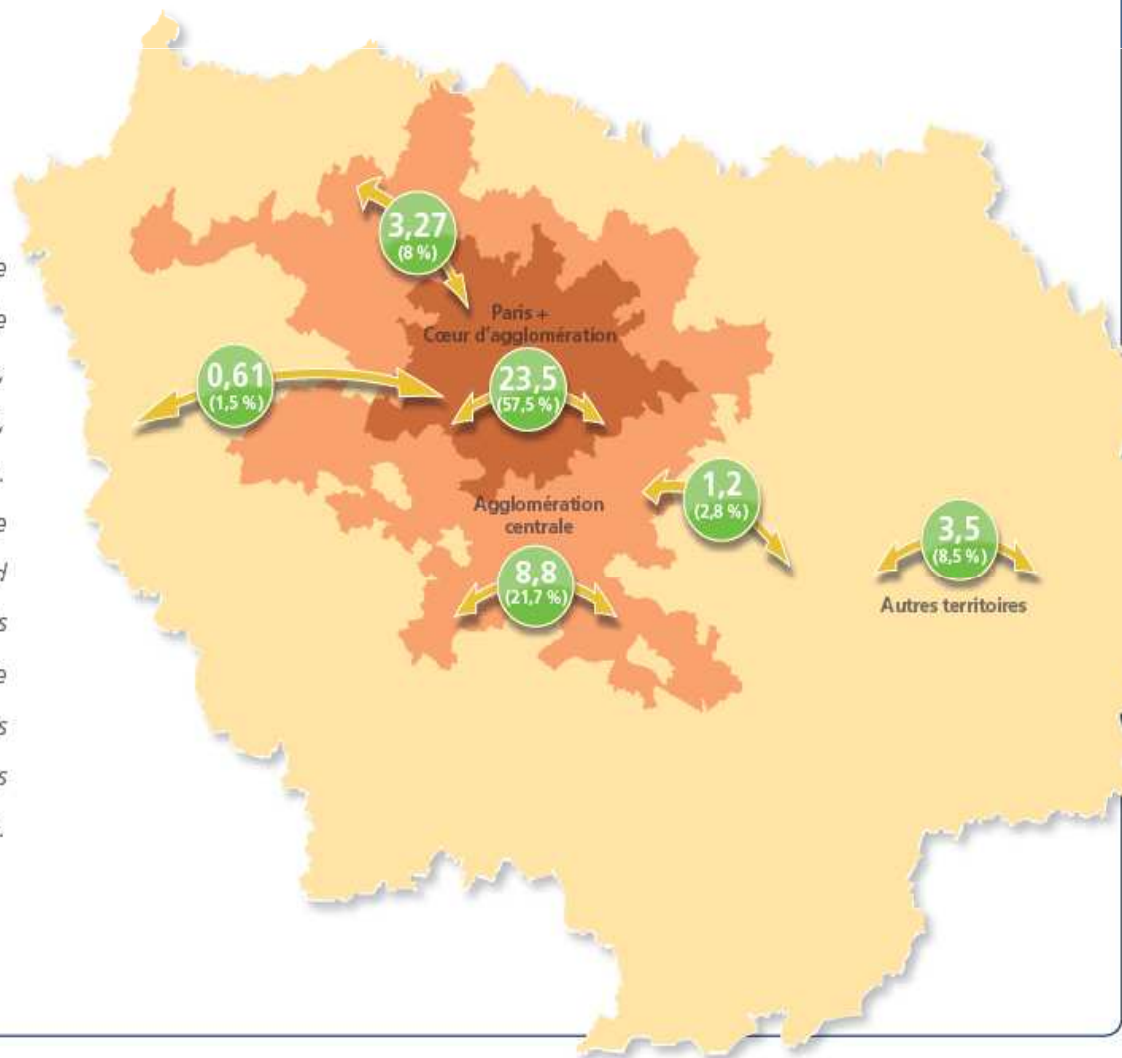 3,27
(8 %)
Paris +
Cœur d'agglomération
0,61
(1,5 %)
23,5
(57,5 %)
1,2
(2,8 %)
Agglomération
centrale
3,5
(8,5 %)
8,8
(21,7 %)
Autres territoires